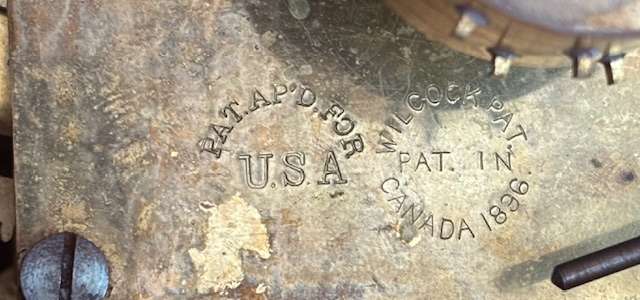 PAT. AP'D. FOR
U.S.A
WILCOCK PAT.
PAT. IN
CANADA 1896